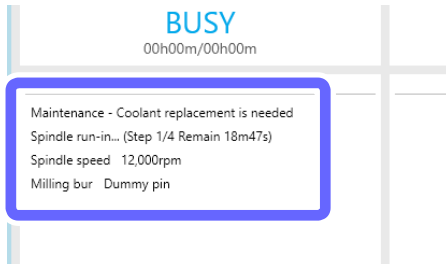 BUSY
00h00m/00h00m
Maintenance - Coolant replacement is needed
Spindle run-in... (Step 1/4 Remain 18m47s)
Spindle speed 12,000rpm
Milling bur Dummy pin